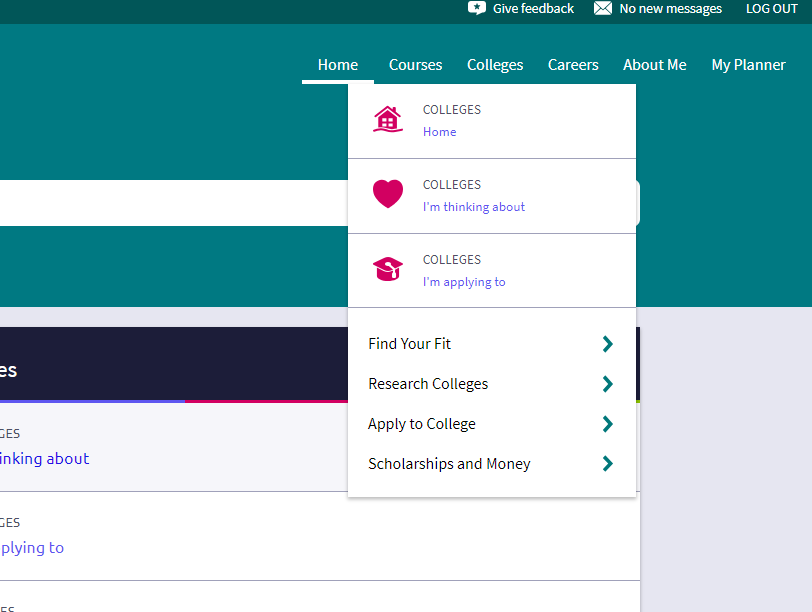 Give feedback No new messages LOG OUT
Home Courses Colleges Careers About Me My Planner
COLLEGES
Home
COLLEGES
I'm thinking about
COLLEGES
I'm applying to
Find Your Fit
Research Colleges
Apply to College
Scholarships and Money
es
GES
inking about
GES
plying to
ES